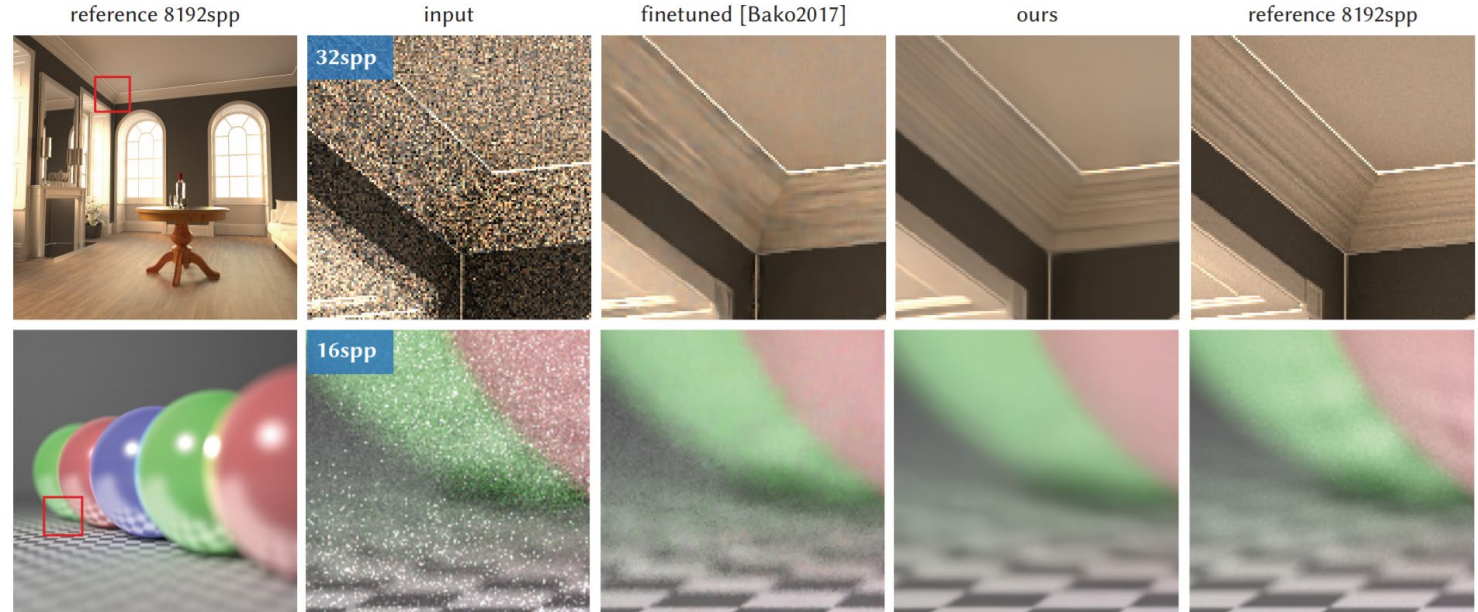 reference 8192spp
input
finetuned [Bako2017]
ours
reference 8192spp
32spp
16spp